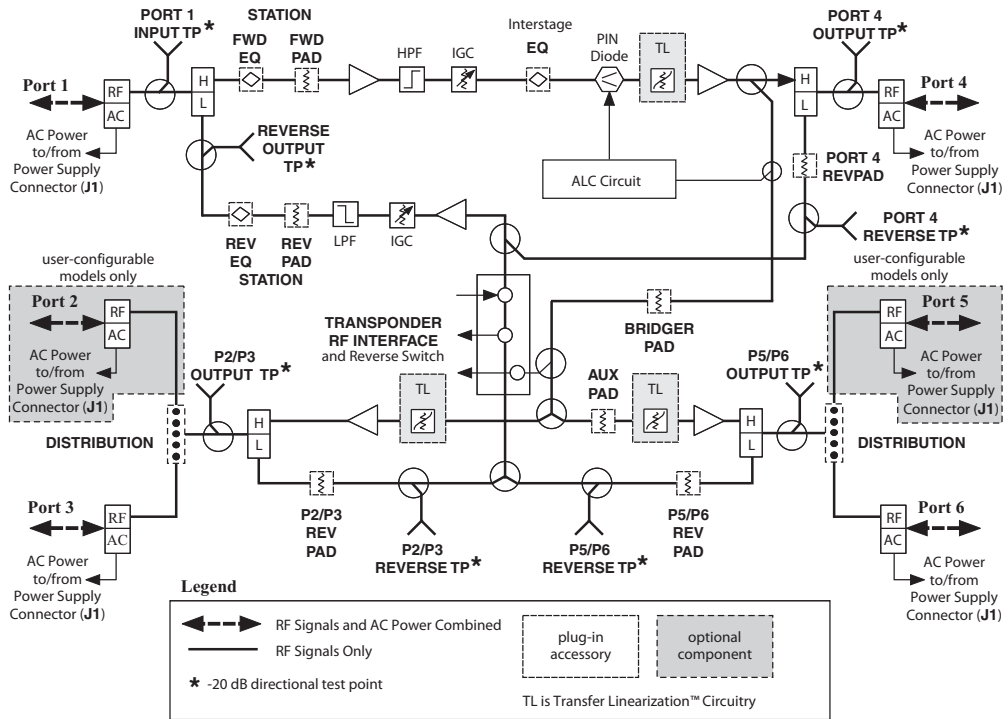 PORT 1
INPUT TP*
STATION
FWD
EQ
FWD
PAD
HPF
IGC
Interstage
EQ
PIN
Diode
TL
PORT 4
OUTPUT TP*
Port 1
RF
AC
H
L
H
L
RF
AC
Port 4
AC Power
to/from
Power Supply
Connector (J1)
REVERSE
OUTPUT
TP*
ALC Circuit
PORT 4
REVPAD
AC Power
to/from
Power Supply
Connector (J1)
REV
EQ
REV
PAD
STATION
LPF
IGC
PORT 4
REVERSE TP*
user-configurable
models only
Port 2
RF
AC
AC Power
to/from
Power Supply
Connector (J1)
TRANSPONDER
RF INTERFACE
and Reverse Switch
BRIDGER
PAD
user-configurable
models only
Port 5
RF
AC
AC Power
to/from
Power Supply
Connector (J1)
P2/P3
OUTPUT TP*
TL
AUX
PAD
TL
P5/P6
OUTPUT TP*
DISTRIBUTION
H
L
H
L
DISTRIBUTION
Port 3
RF
AC
P2/P3
REV
PAD
P2/P3
REVERSE TP*
P5/P6
REVERSE TP*
P5/P6
REV
PAD
Port 6
RF
AC
AC Power
to/from
Power Supply
Connector (J1)
AC Power
to/from
Power Supply
Connector (J1)
Legend
RF Signals and AC Power Combined
RF Signals Only
* -20 dB directional test point
plug-in
accessory
optional
component
TL is Transfer Linearization™ Circuitry